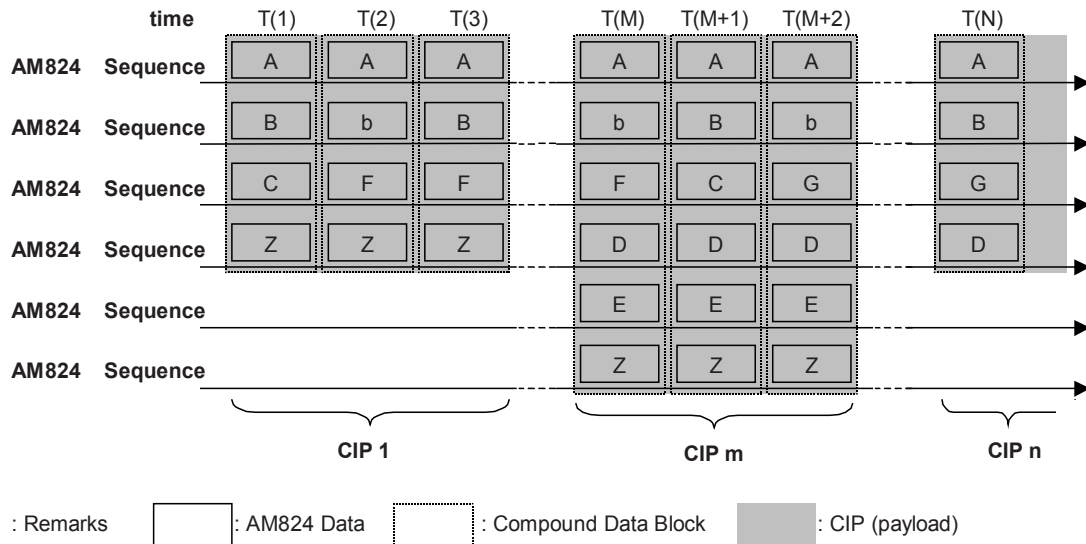 time T(1) T(2) T(3) T(M) T(M+1) T(M+2) T(N)
AM824 Sequence A A A A A A A
AM824 Sequence B b B b B b B
AM824 Sequence C F F F C G G
AM824 Sequence Z Z Z D D D D
AM824 Sequence E E E
AM824 Sequence Z Z Z
CIP 1 CIP m CIP n
: Remarks : AM824 Data : Compound Data Block : CIP (payload)